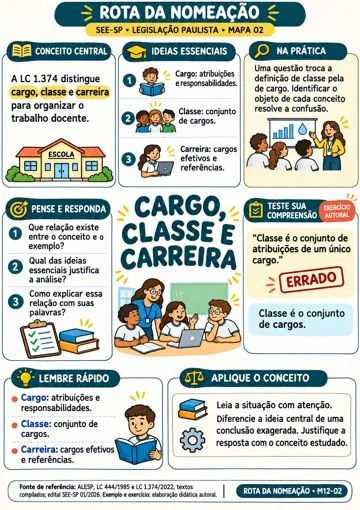 ROTA DA NOMEAÇÃO
SEE-SP • LEGISLAÇÃO PAULISTA • MAPA 02
CONCEITO CENTRAL
A LC 1.374 distingue
cargo, classe e carreira
para organizar o
trabalho docente.
ESCOLA
IDEIAS ESSENCIAIS
1
Cargo: atribuições
e responsabilidades.
2
Classe: conjunto
de cargos.
3
Carreira: cargos
efetivos e
referências.
NA PRÁTICA
Uma questão troca a
definição de classe pela
de cargo. Identificar o
objeto de cada conceito
resolve a confusão.
PENSE E RESPONDA
1
Que relação existe
entre o conceito e o
exemplo?
2
Qual das ideias
essenciais justifica
a análise?
3
Como explicar essa
relação com suas
palavras?
CARGO,
CLASSE E
CARREIRA
TESTE SUA
COMPREENSÃO
EXERCÍCIO
AUTORAL
"Classe é o conjunto de
atribuições de um único
cargo."
ERRADO
Classe é o conjunto
de cargos.
LEMBRE RÁPIDO
• Cargo: atribuições e
responsabilidades.
• Classe: conjunto de
cargos.
• Carreira: cargos efetivos
e referências.
APLIQUE O CONCEITO
Leia a situação com atenção.
Diferencie a ideia central de uma
conclusão exagerada. Justifique a
resposta com o conceito estudado.
Fonte de referência: ALESP, LC 444/1985 e LC 1.374/2022, textos
compilados; edital SEE-SP 01/2026. Exemplo e exercício: elaboração didática autoral.
ROTA DA NOMEAÇÃO • M12-02